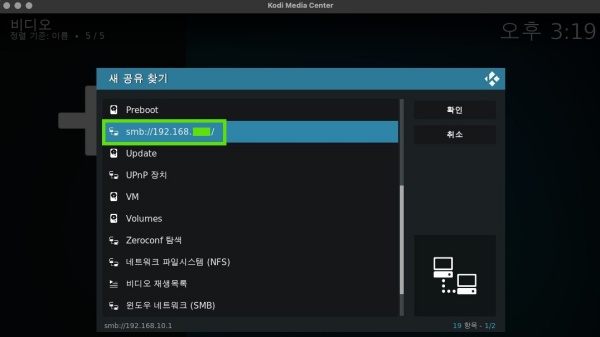 Kodi Media Center
비디오
정렬 기준: 이름 • 5 / 5
오후 3:19
새 공유 찾기
Preboot
smb://192.168. /
Update
UPnP 장치
VM
Volumes
Zeroconf 탐색
네트워크 파일시스템 (NFS)
비디오 재생목록
윈도우 네트워크 (SMB)
확인
취소
smb://192.168.10.1
19 항목 - 1/2